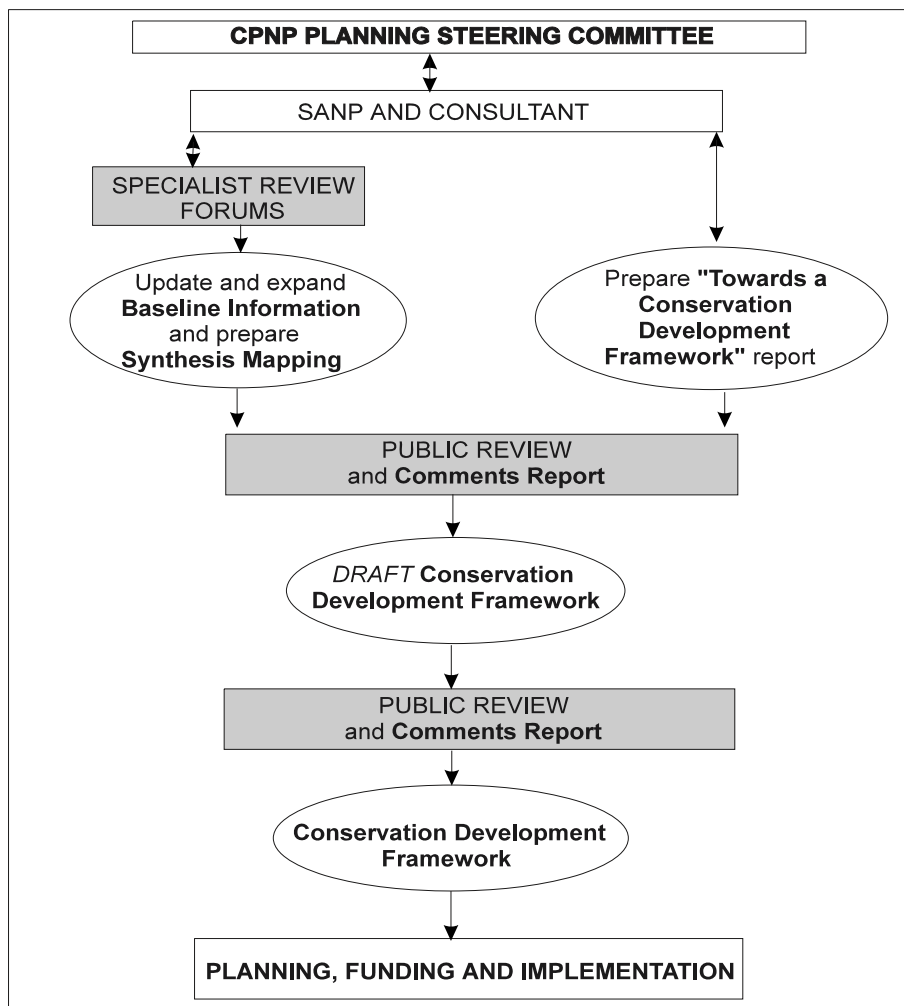 CPNP PLANNING STEERING COMMITTEE
SANP AND CONSULTANT
SPECIALIST REVIEW
FORUMS
Update and expand
Baseline Information
and prepare
Synthesis Mapping
Prepare "Towards a
Conservation
Development
Framework" report
PUBLIC REVIEW
and Comments Report
DRAFT Conservation
Development Framework
PUBLIC REVIEW
and Comments Report
Conservation Development
Framework
PLANNING, FUNDING AND IMPLEMENTATION